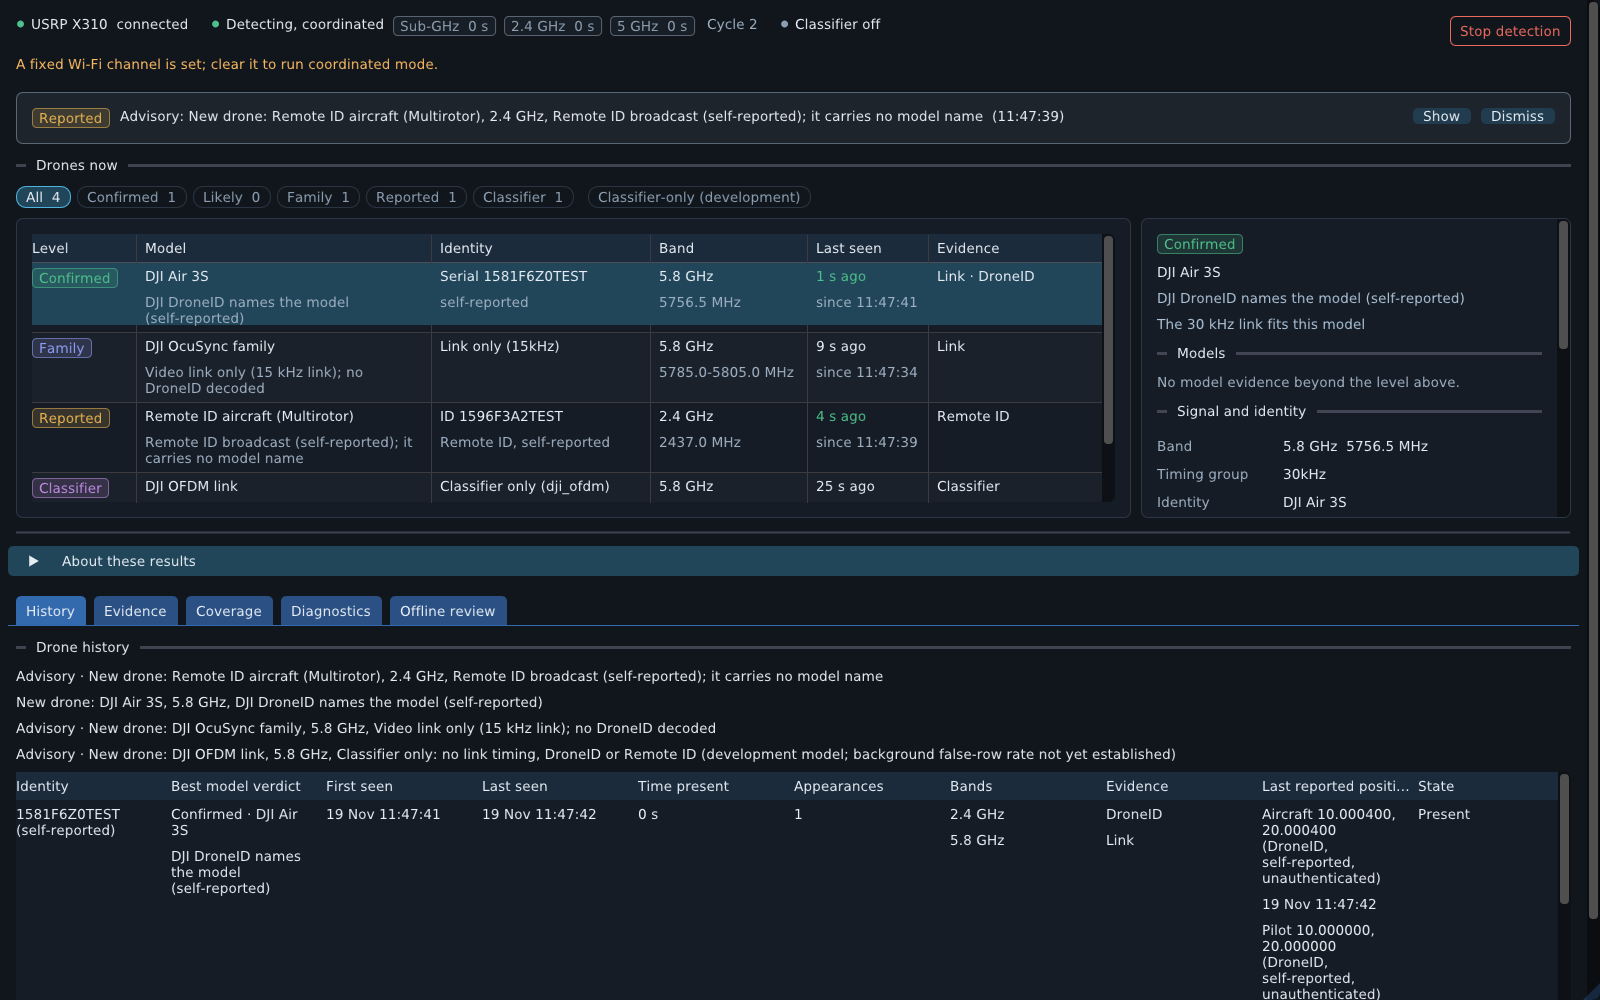 USRP X310 connected
Detecting, coordinated
Sub-GHz 0 s
2.4 GHz 0 s
5 GHz 0 s
Cycle 2
Classifier off
Stop detection
A fixed Wi-Fi channel is set; clear it to run coordinated mode.
Reported
Advisory: New drone: Remote ID aircraft (Multirotor), 2.4 GHz, Remote ID broadcast (self-reported); it carries no model name (11:47:39)
Show
Dismiss
Drones now
All 4
Confirmed 1
Likely 0
Family 1
Reported 1
Classifier 1
Classifier-only (development)
Level
Model
Identity
Band
Last seen
Evidence
Confirmed
DJI Air 3S
Serial 1581F6Z0TEST
5.8 GHz
1 s ago
Link · DroneID
DJI DroneID names the model
(self-reported)
self-reported
5756.5 MHz
since 11:47:41
Family
DJI OcuSync family
Link only (15kHz)
5.8 GHz
9 s ago
Link
Video link only (15 kHz link); no
DroneID decoded
5785.0-5805.0 MHz
since 11:47:34
Reported
Remote ID aircraft (Multirotor)
ID 1596F3A2TEST
2.4 GHz
4 s ago
Remote ID
Remote ID broadcast (self-reported); it
carries no model name
Remote ID, self-reported
2437.0 MHz
since 11:47:39
Classifier
DJI OFDM link
Classifier only (dji_ofdm)
5.8 GHz
25 s ago
Classifier
Confirmed
DJI Air 3S
DJI DroneID names the model (self-reported)
The 30 kHz link fits this model
Models
No model evidence beyond the level above.
Signal and identity
Band
5.8 GHz 5756.5 MHz
Timing group
30kHz
Identity
DJI Air 3S
About these results
History
Evidence
Coverage
Diagnostics
Offline review
Drone history
Advisory · New drone: Remote ID aircraft (Multirotor), 2.4 GHz, Remote ID broadcast (self-reported); it carries no model name
New drone: DJI Air 3S, 5.8 GHz, DJI DroneID names the model (self-reported)
Advisory · New drone: DJI OcuSync family, 5.8 GHz, Video link only (15 kHz link); no DroneID decoded
Advisory · New drone: DJI OFDM link, 5.8 GHz, Classifier only: no link timing, DroneID or Remote ID (development model; background false-row rate not yet established)
Identity
Best model verdict
First seen
Last seen
Time present
Appearances
Bands
Evidence
Last reported positi...
State
1581F6Z0TEST
(self-reported)
Confirmed · DJI Air
3S
DJI DroneID names
the model
(self-reported)
19 Nov 11:47:41
19 Nov 11:47:42
0 s
1
2.4 GHz
5.8 GHz
DroneID
Link
Aircraft 10.000400,
20.000400
(DroneID,
self-reported,
unauthenticated)
19 Nov 11:47:42
Pilot 10.000000,
20.000000
(DroneID,
self-reported,
unauthenticated)
Present